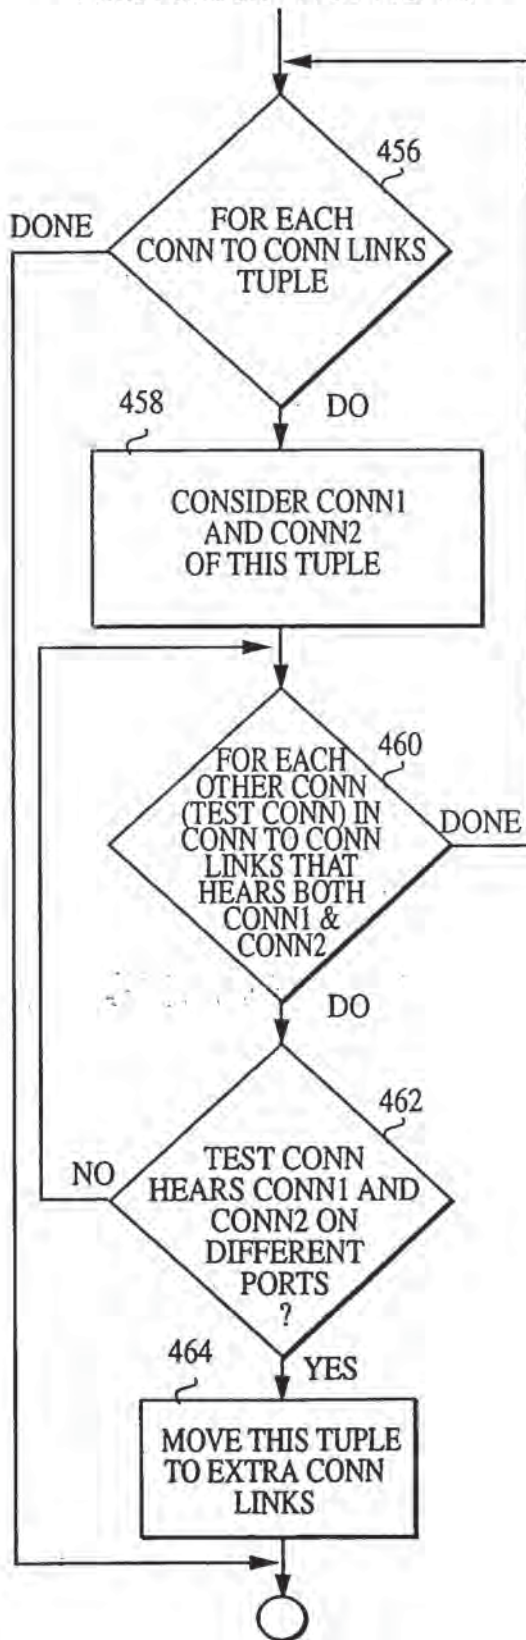 456
DONE
FOR EACH
CONN TO CONN LINKS
TUPLE
DO
458
CONSIDER CONN1
AND CONN2
OF THIS TUPLE
460
FOR EACH
OTHER CONN
(TEST CONN) IN
CONN TO CONN
LINKS THAT
HEARS BOTH
CONN1 &
CONN2
DONE
DO
462
NO
TEST CONN
HEARS CONN1 AND
CONN2 ON
DIFFERENT
PORTS
?
YES
464
MOVE THIS TUPLE
TO EXTRA CONN
LINKS